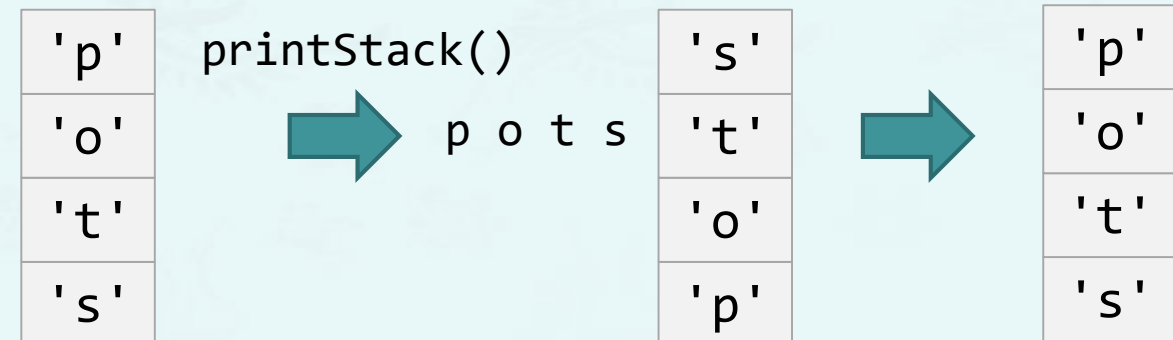 'p' printStack() 's' 'p'
'o' p o t s 't' 'o'
't' 'o' 't'
's' 'p' 's'